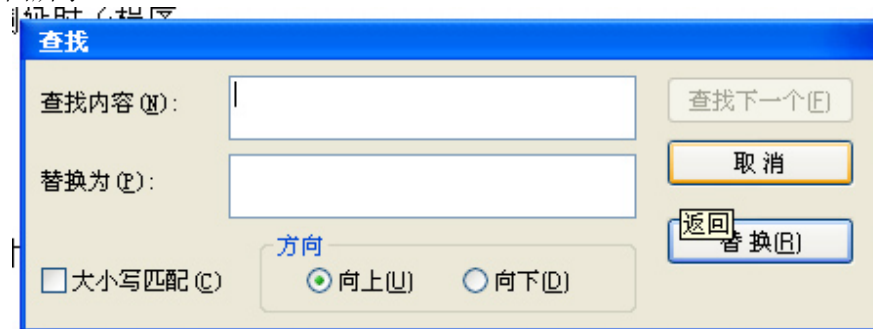 查找
查找内容(N):
查找下一个(F)
取消
替换为(P):
返回
替换(R)
方向
大小写匹配(C)
向上(U)
向下(D)